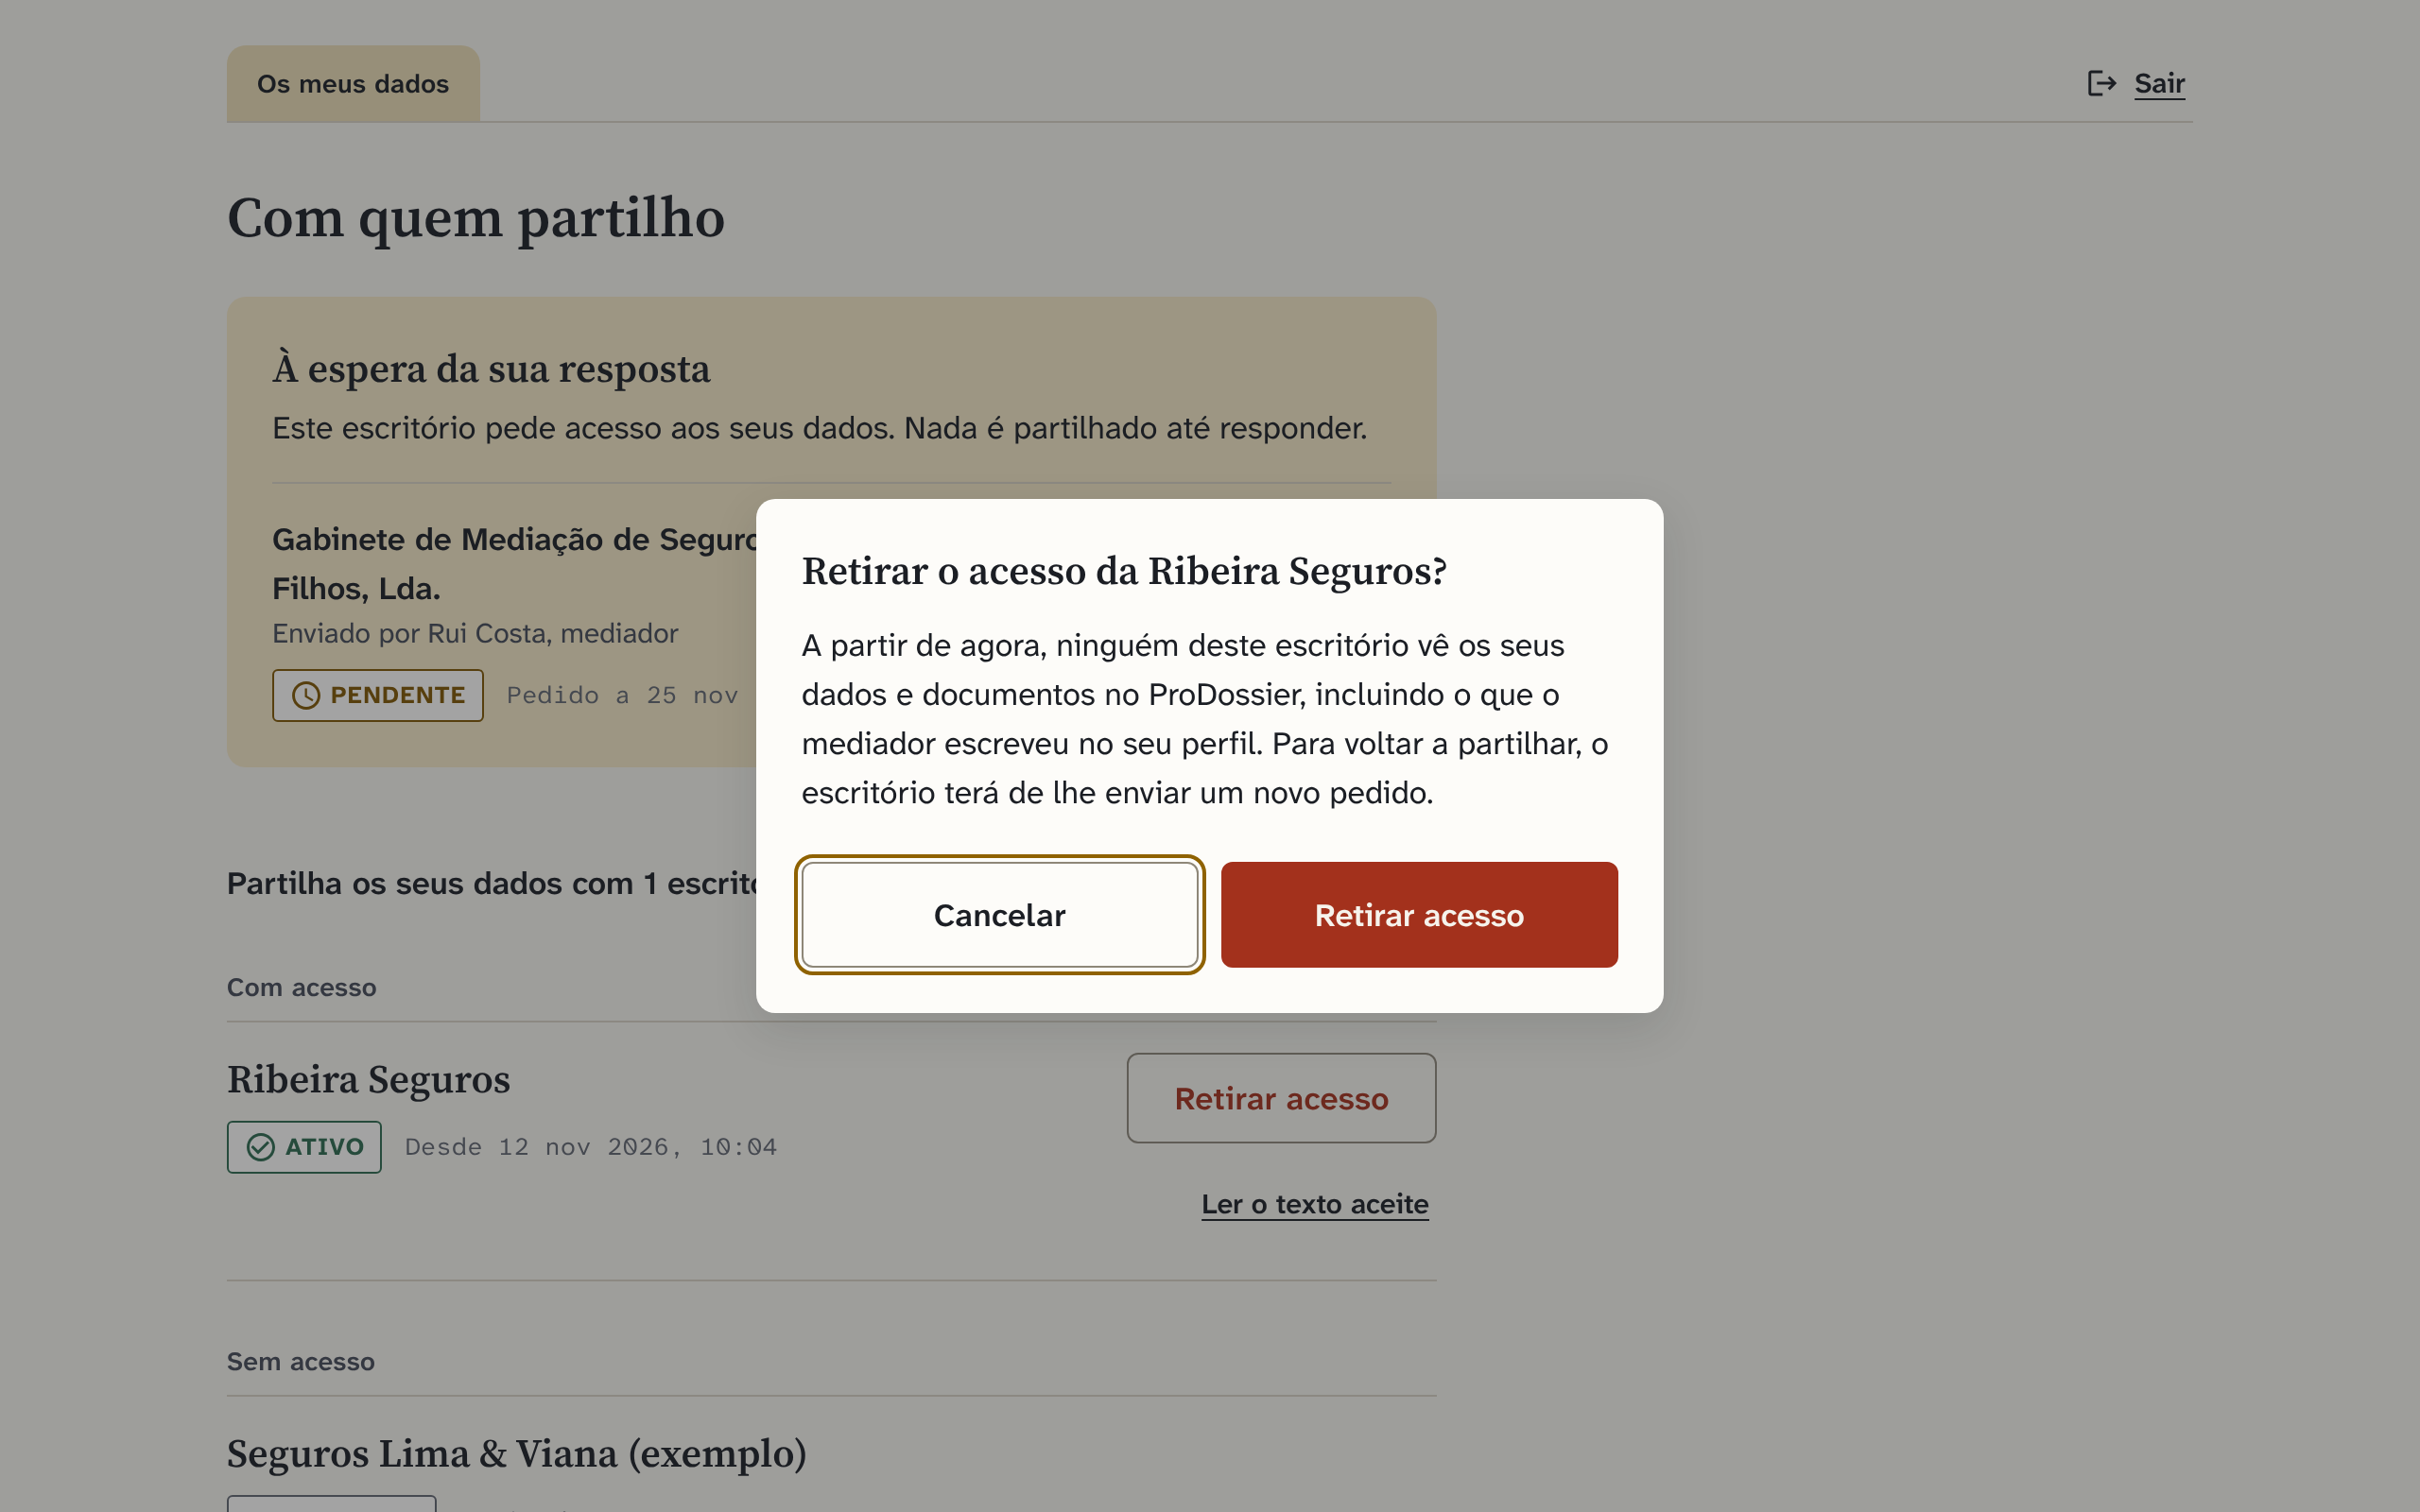 Os meus dados
Sair
Com quem partilho
À espera da sua resposta
Este escritório pede acesso aos seus dados. Nada é partilhado até responder.
Gabinete de Mediação de
Filhos, Lda.
Enviado por Rui Costa, mediador
PENDENTE
Pedido a 25 nov
Retirar o acesso da Ribeira Seguros?
A partir de agora, ninguém deste escritório vê os seus
dados e documentos no ProDossier, incluindo o que o
mediador escreveu no seu perfil. Para voltar a partilhar, o
escritório terá de lhe enviar um novo pedido.
Cancelar
Retirar acesso
Partilha os seus dados com 1
Com acesso
Ribeira Seguros
ATIVO
Desde 12 nov 2026, 10:04
Retirar acesso
Ler o texto aceite
Sem acesso
Seguros Lima & Viana (exemplo)